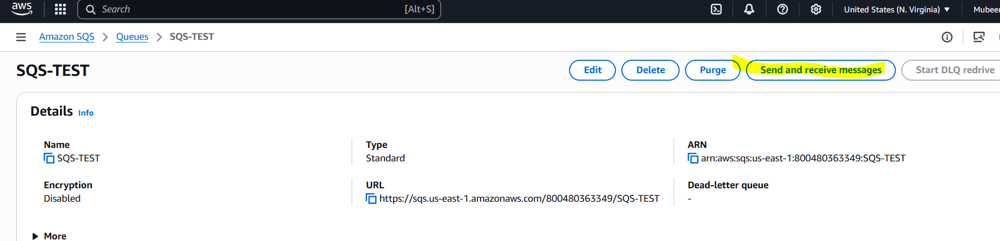 aws Search [Alt+S] United States (N. Virginia)
Amazon SQS Queues SQS-TEST
SQS-TEST Edit Delete Purge Send and receive messages Start DLQ redrive
Details Info
Name Type ARN
SQS-TEST Standard arn:aws:sqs:us-east-1:800480363349:SQS-TEST
Encryption URL Dead-letter queue
Disabled https://sqs.us-east-1.amazonaws.com/800480363349/SQS-TEST -
More